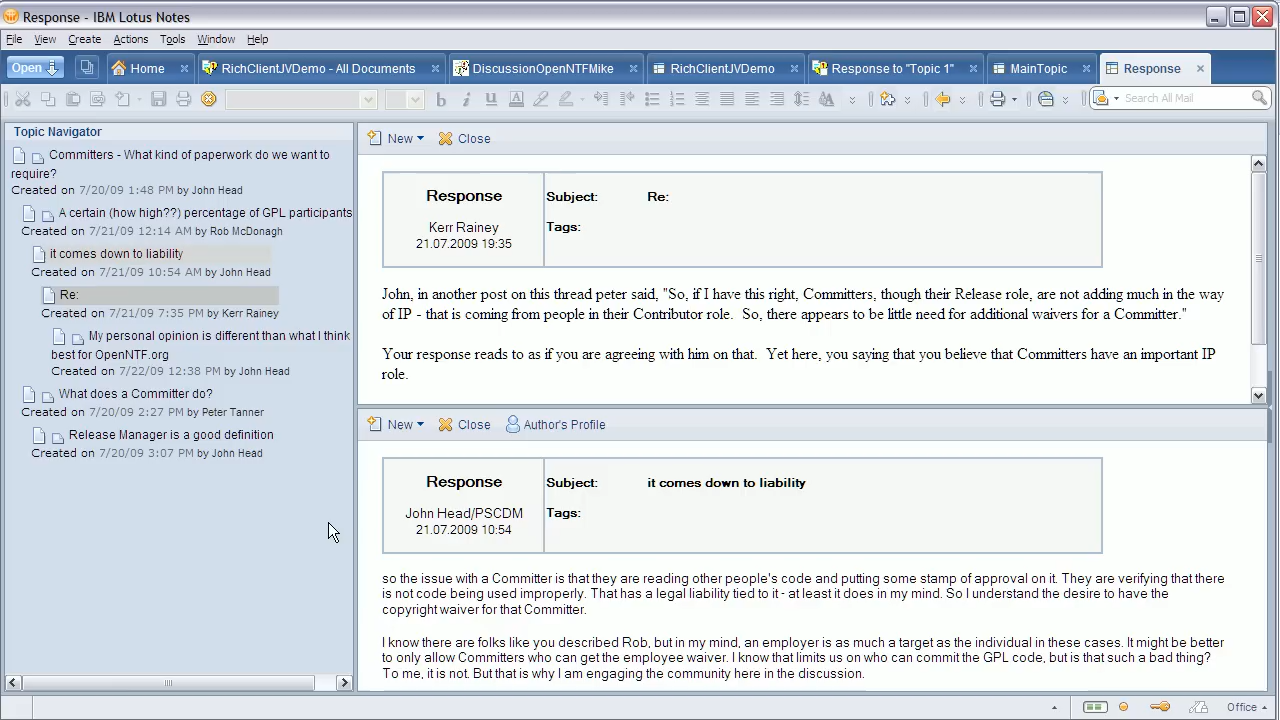 Response - IBM Lotus Notes
File View Create Actions Tools Window Help
Open Home RichClientJVDemo - All Documents DiscussionOpenNTFMike RichClientJVDemo Response to "Topic 1" MainTopic Response
Search All Mail
Topic Navigator
Committers - What kind of paperwork do we want to
require?
Created on 7/20/09 1:48 PM by John Head
A certain (how high??) percentage of GPL participants
Created on 7/21/09 12:14 AM by Rob McDonagh
it comes down to liability
Created on 7/21/09 10:54 AM by John Head
Re:
Created on 7/21/09 7:35 PM by Kerr Rainey
My personal opinion is different than what I think
best for OpenNTF.org
Created on 7/22/09 12:38 PM by John Head
What does a Committer do?
Created on 7/20/09 2:27 PM by Peter Tanner
Release Manager is a good definition
Created on 7/20/09 3:07 PM by John Head
New Close
Response
Kerr Rainey
21.07.2009 19:35
Subject: Re:
Tags:
John, in another post on this thread peter said, "So, if I have this right, Committers, though their Release role, are not adding much in the way
of IP - that is coming from people in their Contributor role.  So, there appears to be little need for additional waivers for a Committer."
Your response reads to as if you are agreeing with him on that.  Yet here, you saying that you believe that Committers have an important IP
role.
New Close Author's Profile
Response
John Head/PSCDM
21.07.2009 10:54
Subject: it comes down to liability
Tags:
so the issue with a Committer is that they are reading other people's code and putting some stamp of approval on it. They are verifying that there
is not code being used improperly. That has a legal liability tied to it - at least it does in my mind. So I understand the desire to have the
copyright waiver for that Committer.
I know there are folks like you described Rob, but in my mind, an employer is as much a target as the individual in these cases. It might be better
to only allow Committers who can get the employee waiver. I know that limits us on who can commit the GPL code, but is that such a bad thing?
To me, it is not. But that is why I am engaging the community here in the discussion.
Office